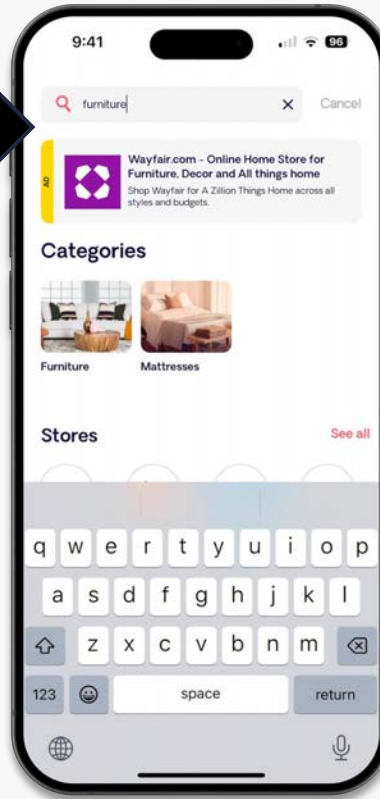 9:41
96
furniture
Cancel
AD
Wayfair.com - Online Home Store for
Furniture, Decor and All things home
Shop Wayfair for A Zillion Things Home across all
styles and budgets.
Categories
Furniture
Mattresses
Stores
See all
q w e r t y u i o p
a s d f g h j k l
z x c v b n m
123
space
return